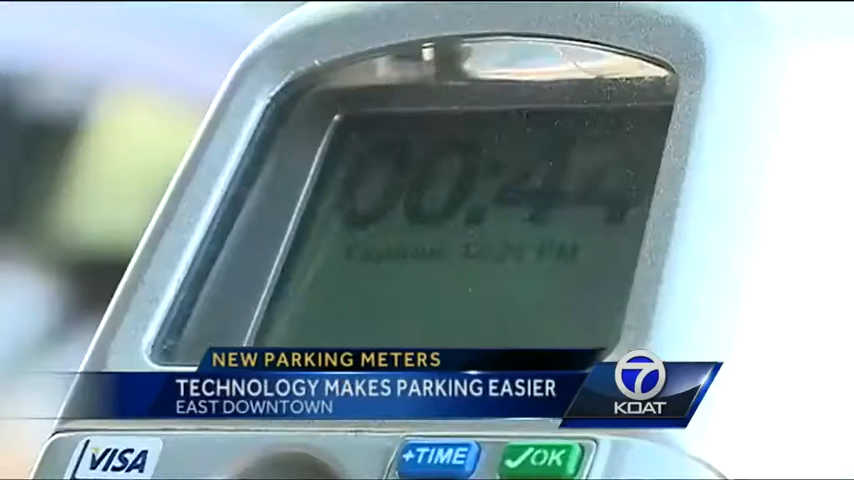 00:44
NEW PARKING METERS
TECHNOLOGY MAKES PARKING EASIER
EAST DOWNTOWN
7
KOAT
VISA
+TIME
✓OK